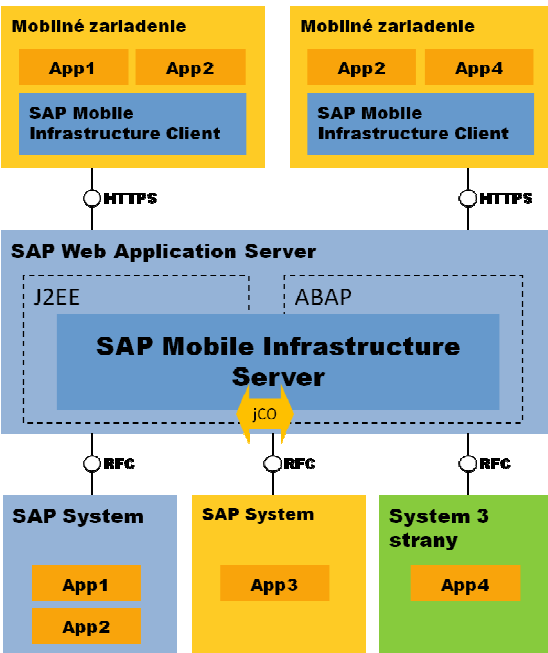 Mobilné zariadenie
App1
App2
SAP Mobile
Infrastructure Client
Mobilné zariadenie
App2
App4
SAP Mobile
Infrastructure Client
HTTPS
HTTPS
SAP Web Application Server
J2EE
ABAP
SAP Mobile Infrastructure
Server
jCO
RFC
RFC
RFC
SAP System
App1
App2
SAP System
App3
System 3
strany
App4